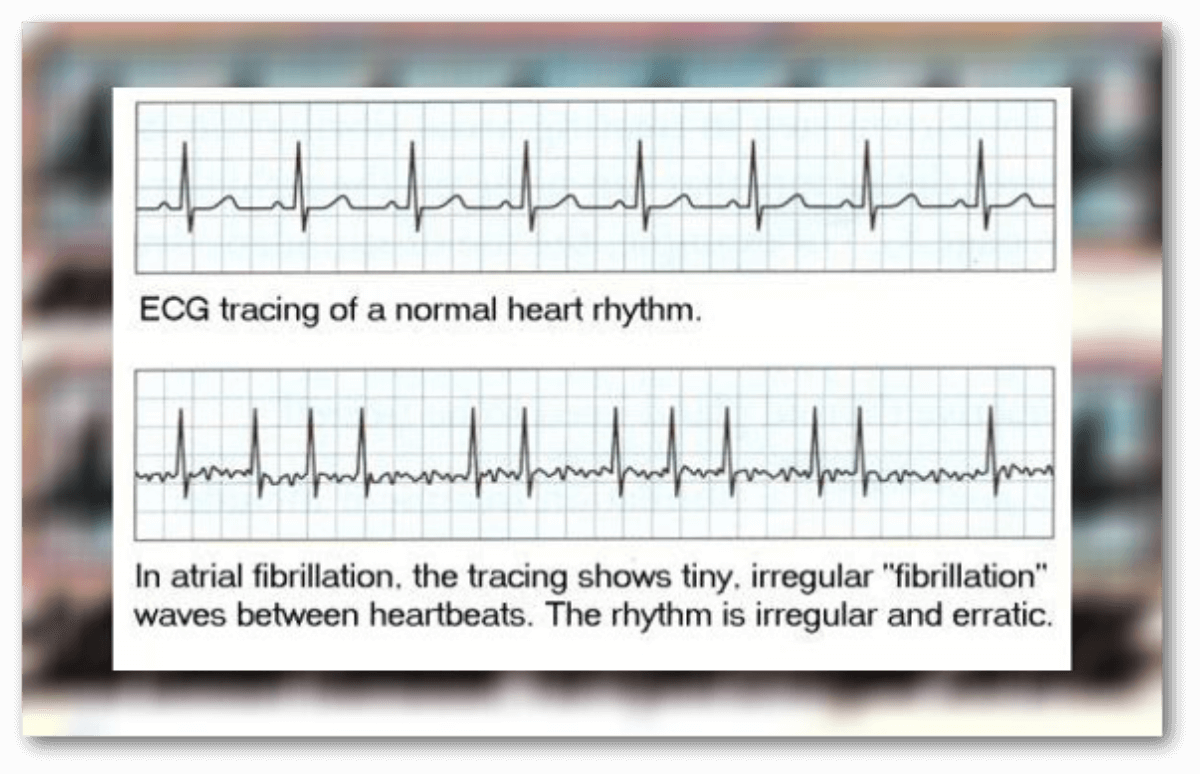 ECG tracing of a normal heart rhythm.
In atrial fibrillation. the tracing shows tiny. irregular "fibrillation"
waves between heartbeats. The rhythm is irregular and erratic.